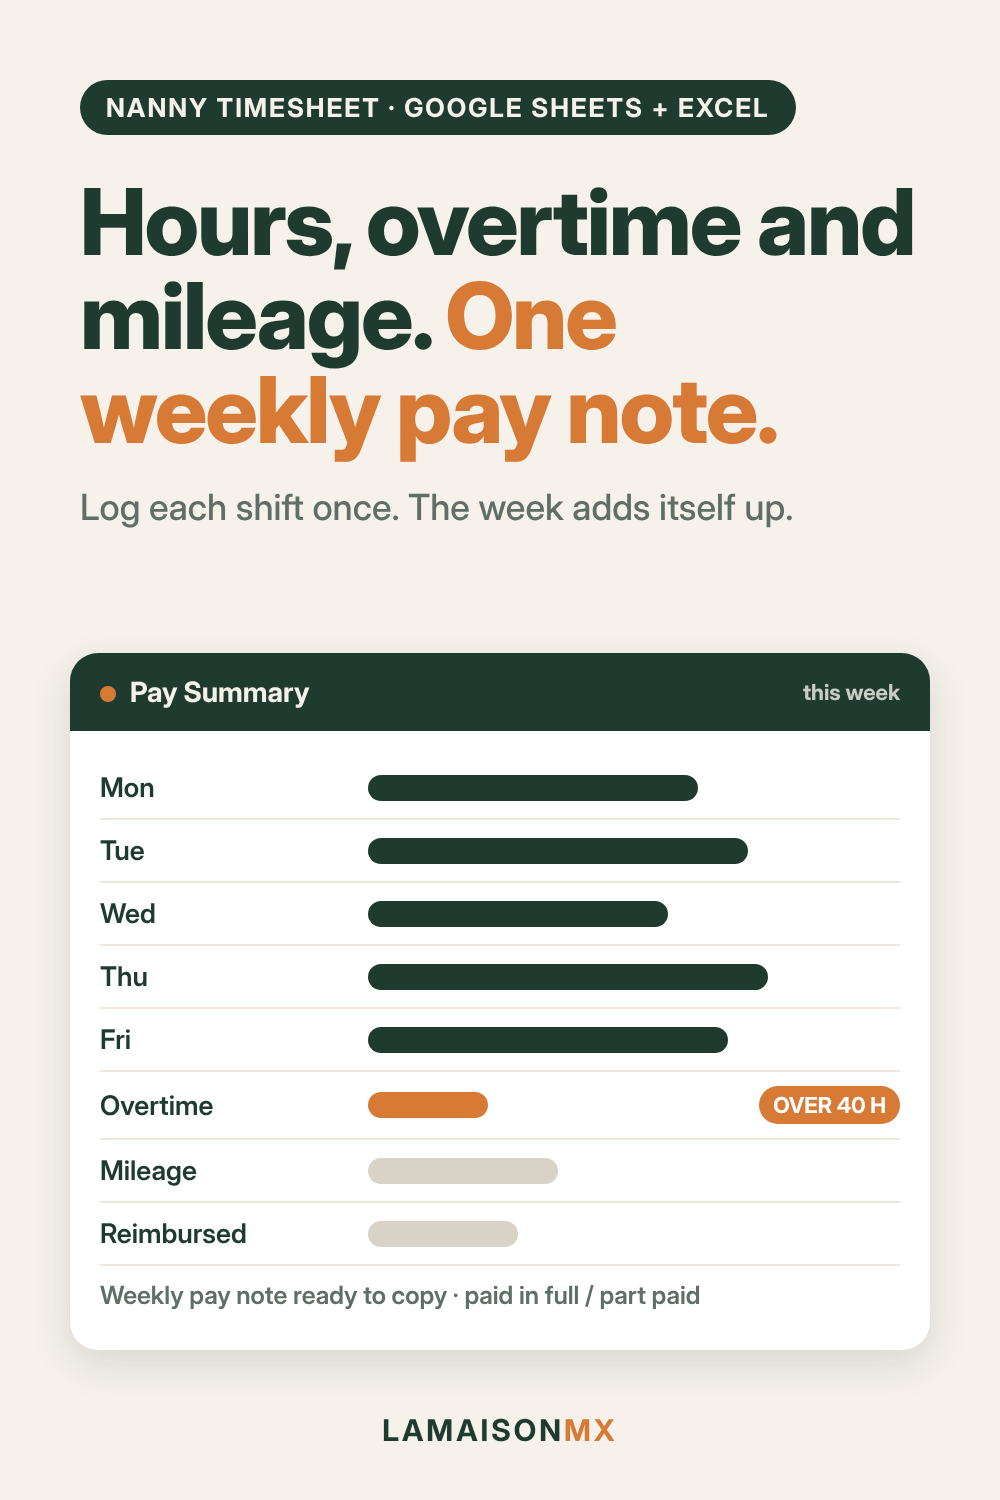 NANNY TIMESHEET · GOOGLE SHEETS + EXCEL
Hours, overtime and
mileage. One
weekly pay note.
Log each shift once. The week adds itself up.
Pay Summary
this week
Mon
Tue
Wed
Thu
Fri
Overtime
OVER 40 H
Mileage
Reimbursed
Weekly pay note ready to copy · paid in full / part paid
LAMAISONMX